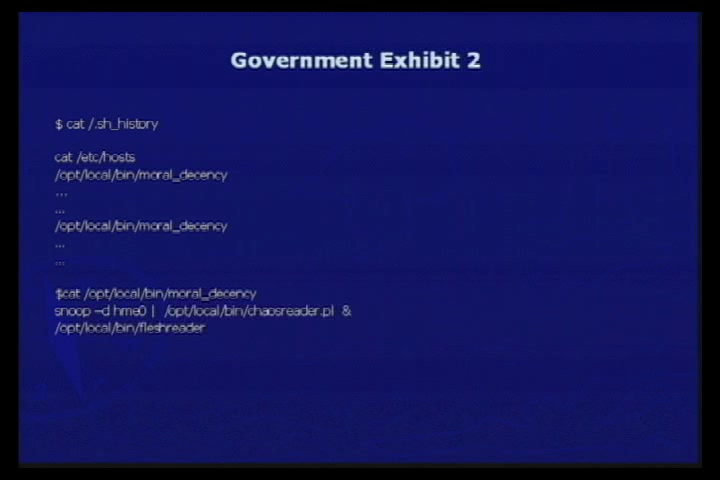 Government Exhibit 2
$ cat /.sh_history
cat /etc/hosts
/opt/local/bin/moral_decency
...
...
/opt/local/bin/moral_decency
...
...
$cat /opt/local/bin/moral_decency
snoop –d hme0 | /opt/local/bin/chaosreader.pl &
/opt/local/bin/fleshreader